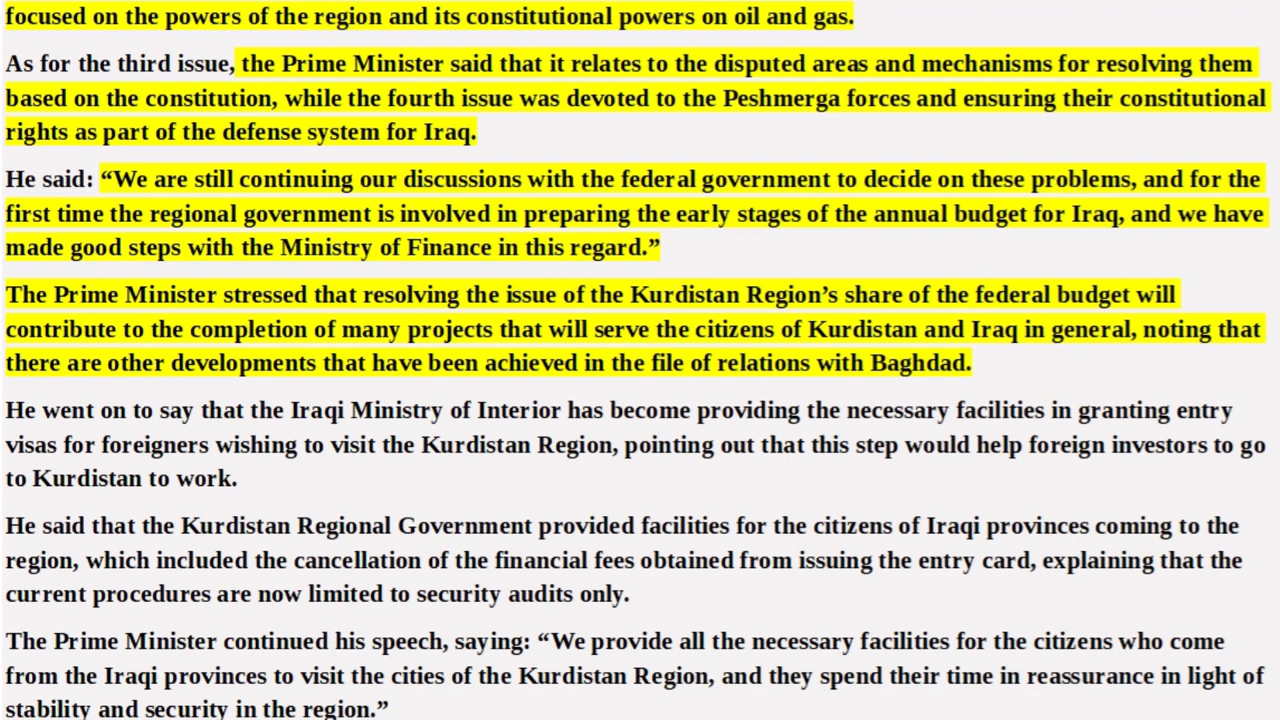 focused on the powers of the region and its constitutional powers on oil and gas.
As for the third issue, the Prime Minister said that it relates to the disputed areas and mechanisms for resolving them
based on the constitution, while the fourth issue was devoted to the Peshmerga forces and ensuring their constitutional
rights as part of the defense system for Iraq.
He said: “We are still continuing our discussions with the federal government to decide on these problems, and for the
first time the regional government is involved in preparing the early stages of the annual budget for Iraq, and we have
made good steps with the Ministry of Finance in this regard.”
The Prime Minister stressed that resolving the issue of the Kurdistan Region’s share of the federal budget will
contribute to the completion of many projects that will serve the citizens of Kurdistan and Iraq in general, noting that
there are other developments that have been achieved in the file of relations with Baghdad.
He went on to say that the Iraqi Ministry of Interior has become providing the necessary facilities in granting entry
visas for foreigners wishing to visit the Kurdistan Region, pointing out that this step would help foreign investors to go
to Kurdistan to work.
He said that the Kurdistan Regional Government provided facilities for the citizens of Iraqi provinces coming to the
region, which included the cancellation of the financial fees obtained from issuing the entry card, explaining that the
current procedures are now limited to security audits only.
The Prime Minister continued his speech, saying: “We provide all the necessary facilities for the citizens who come
from the Iraqi provinces to visit the cities of the Kurdistan Region, and they spend their time in reassurance in light of
stability and security in the region.”